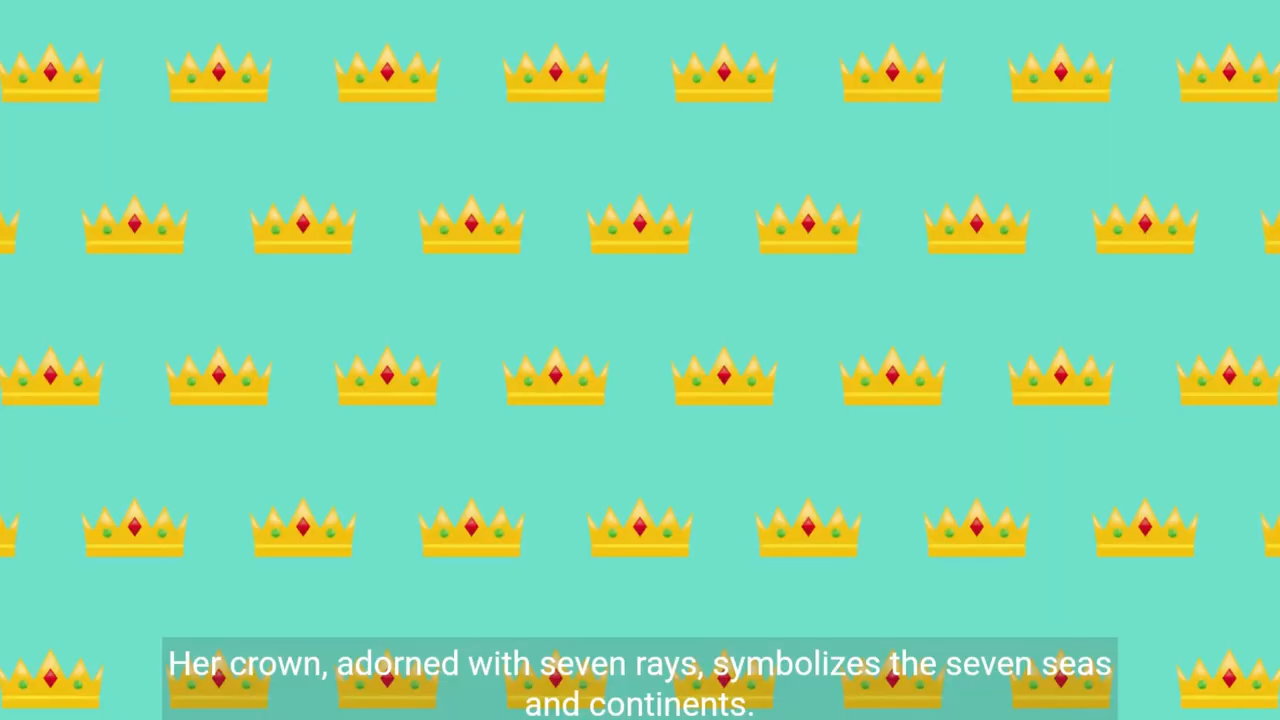 Her crown, adorned with seven rays, symbolizes the seven seas
and continents.